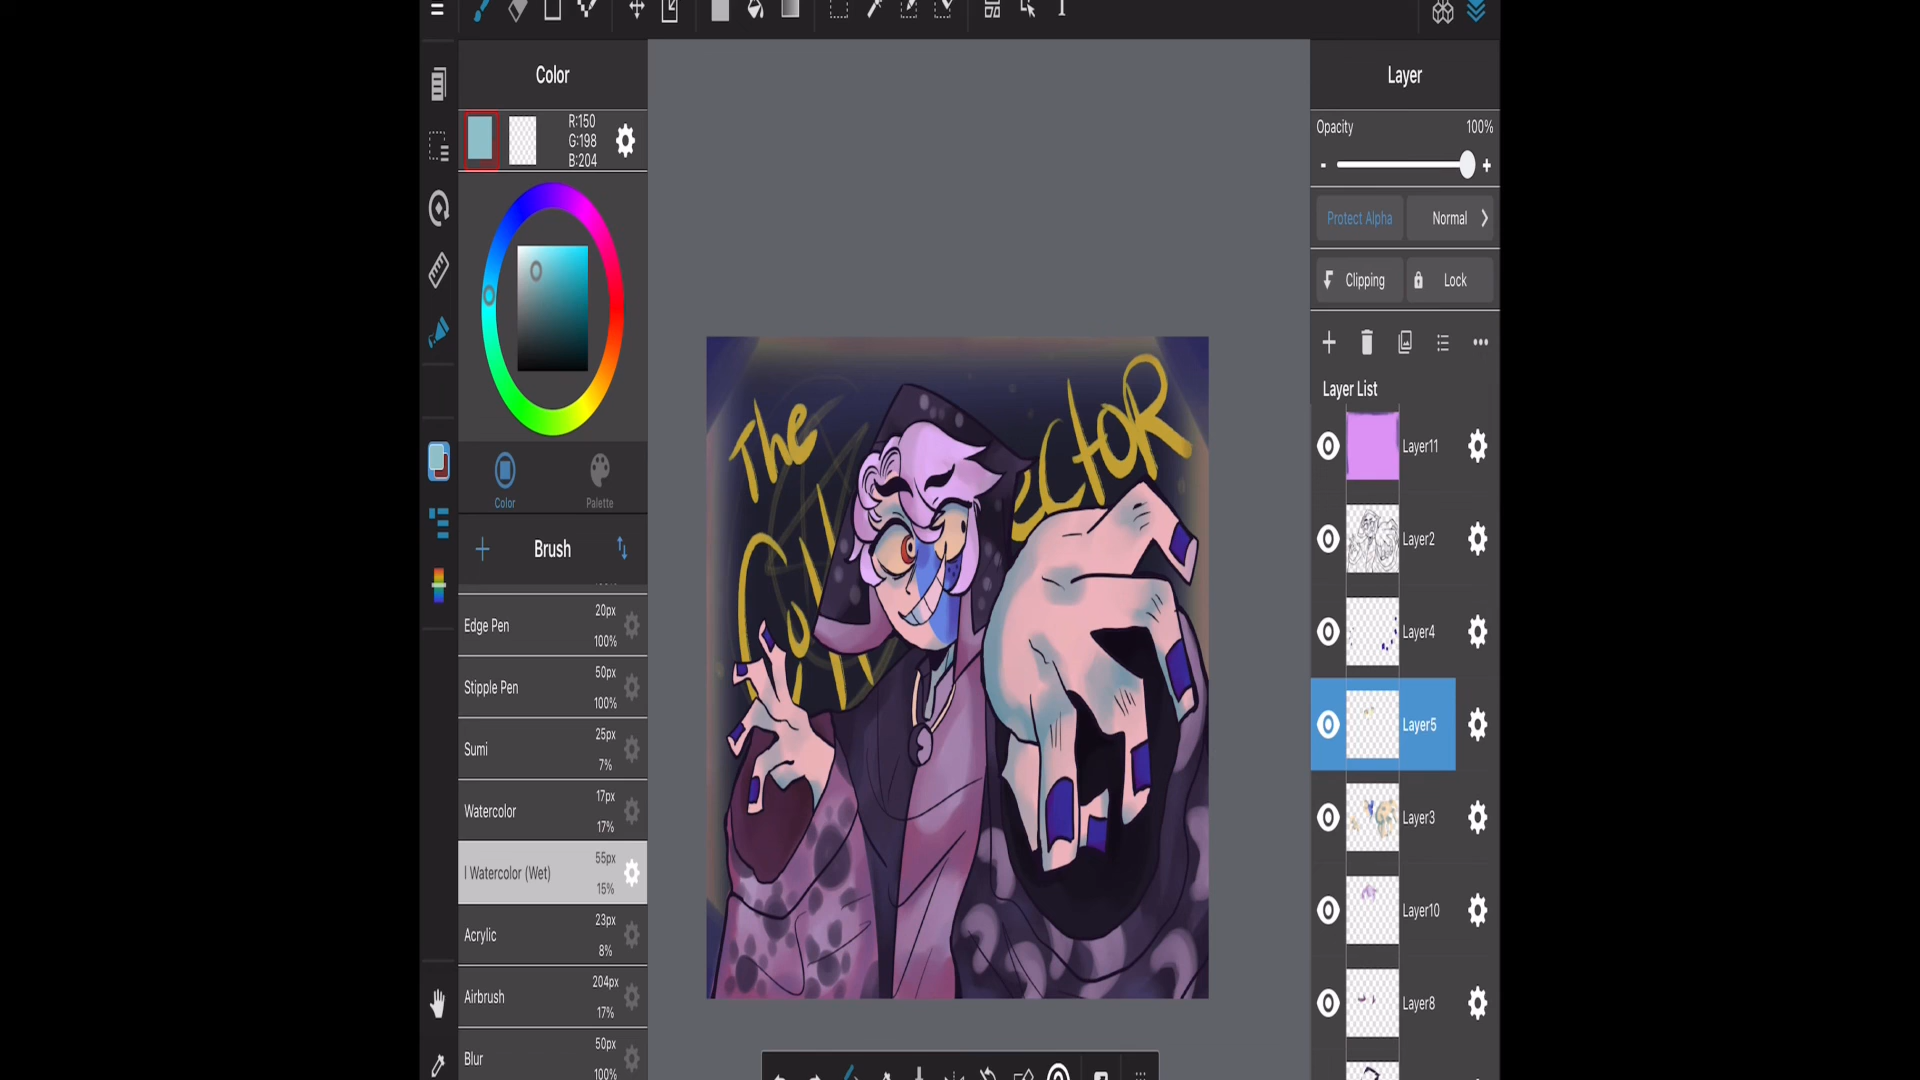 Color
Layer
R:150
G:198
B:204
Opacity
100%
Protect Alpha
Normal
Clipping
Lock
Layer List
Layer11
Color
Palette
Brush
Layer2
20px
Edge Pen
100%
Layer4
50px
Stipple Pen
100%
Layer5
25px
Sumi
7%
17px
Watercolor
17%
Layer3
55px
l Watercolor (Wet)
15%
Layer10
23px
Acrylic
8%
204px
Airbrush
17%
Layer8
50px
Blur
100%
The
ECtOR